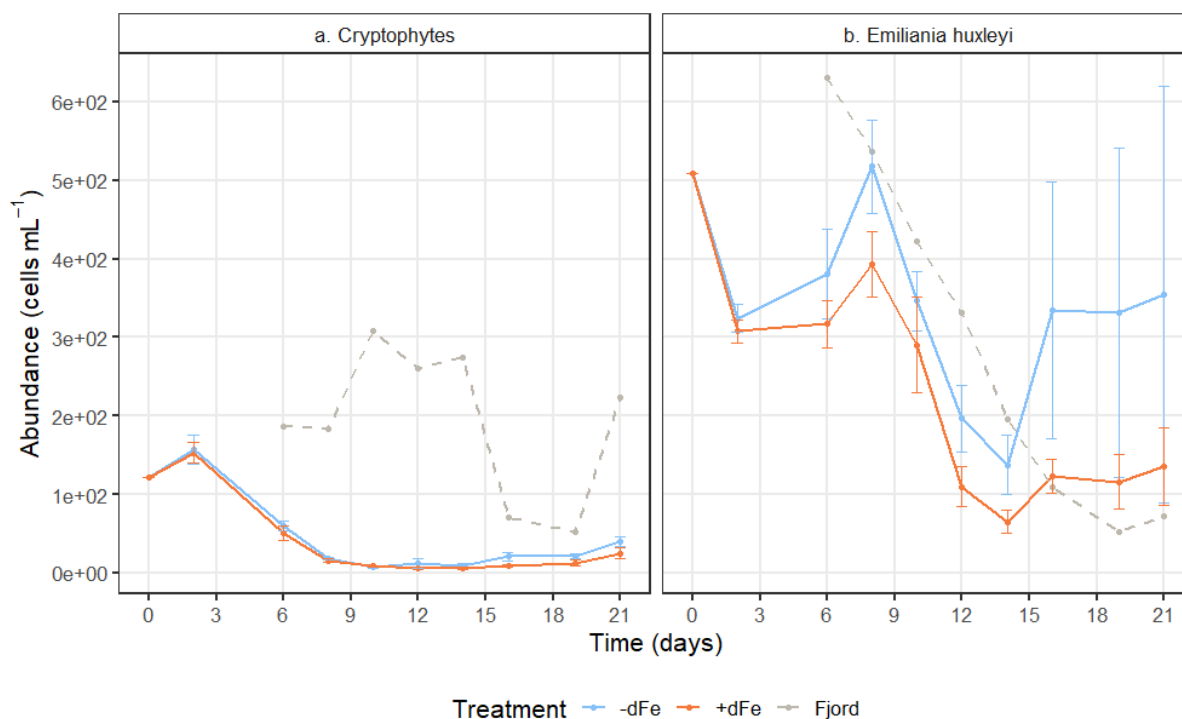 a. Cryptophytes
b. Emiliania huxleyi
Abundance (cells mL⁻¹)
6e+02
5e+02
4e+02
3e+02
2e+02
1e+02
0e+00
0 3 6 9 12 15 18 21
0 3 6 9 12 15 18 21
Time (days)
Treatment -dFe +dFe Fjord